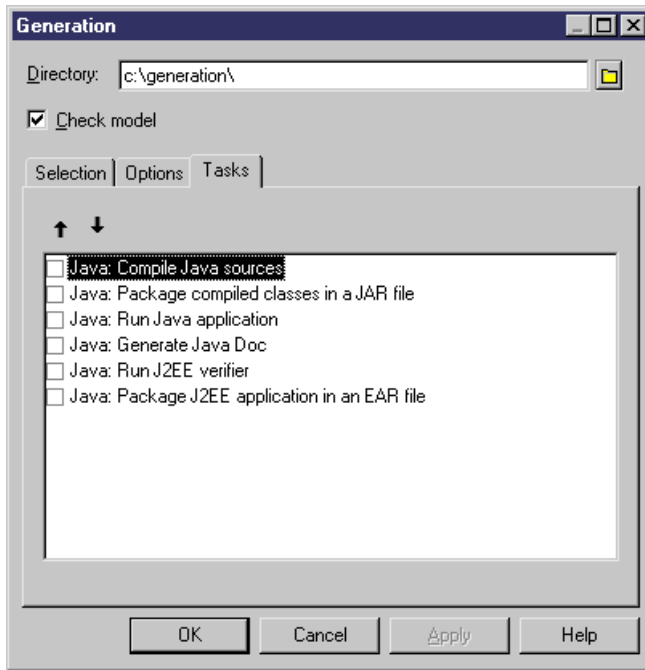 Generation
Directory: c:\generation\
Check model
Selection Options Tasks
Java: Compile Java sources
Java: Package compiled classes in a JAR file
Java: Run Java application
Java: Generate Java Doc
Java: Run J2EE verifier
Java: Package J2EE application in an EAR file
OK Cancel Apply Help